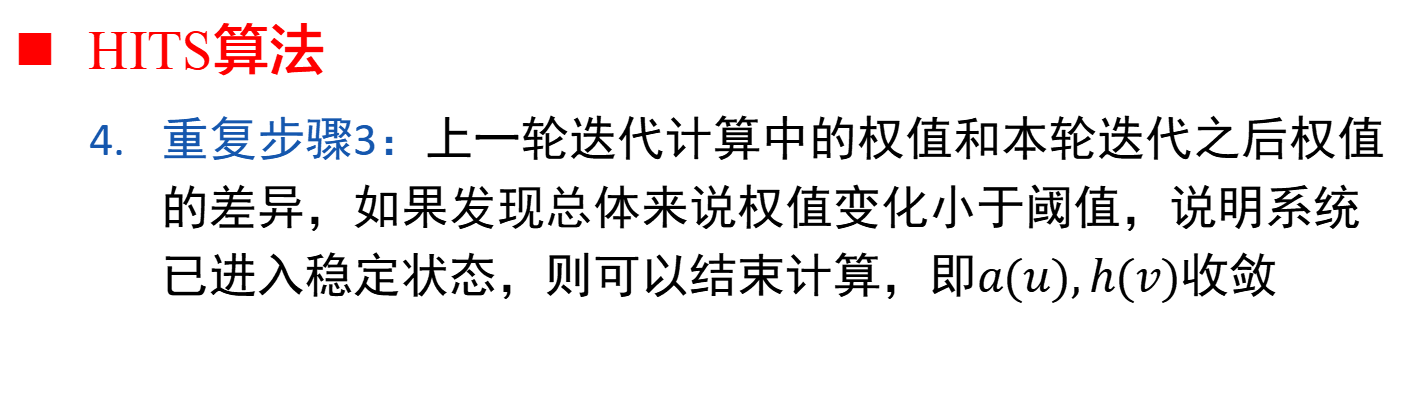 ■ HITS算法
4. 重复步骤3：上一轮迭代计算中的权值和本轮迭代之后权值
的差异，如果发现总体来说权值变化小于阈值，说明系统
已进入稳定状态，则可以结束计算，即𝑎(𝑢), ℎ(𝑣)收敛